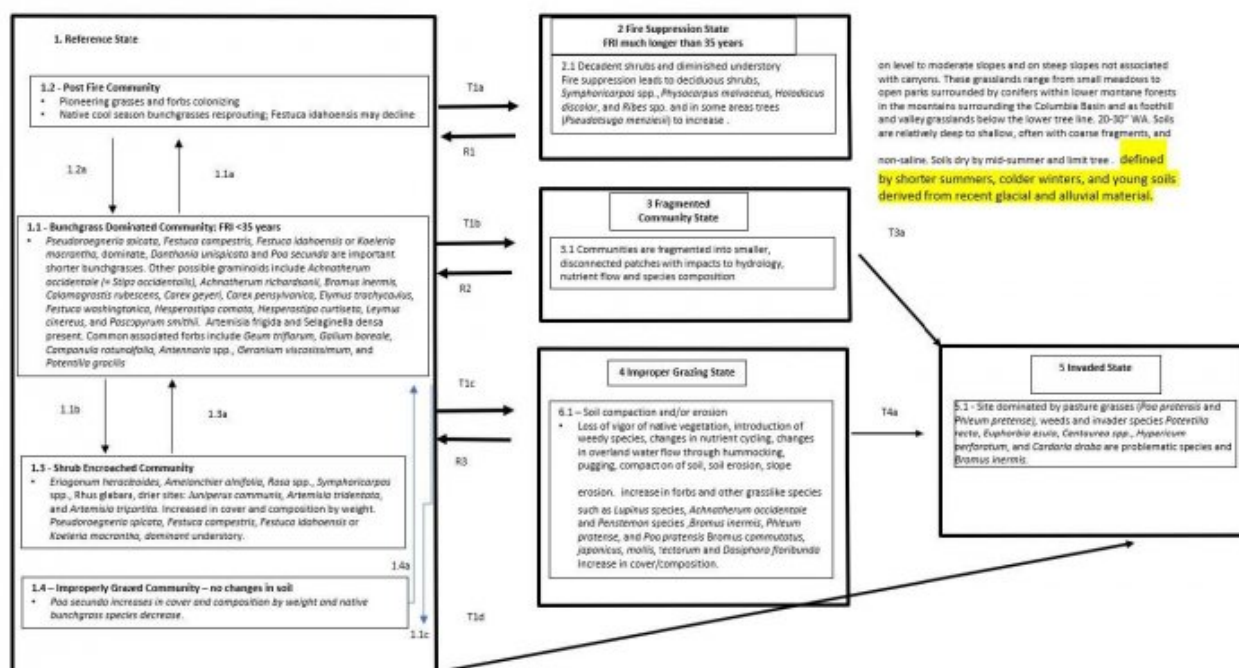 1. Reference State
1.2 - Post Fire Community
• Pioneering grasses and forbs colonizing
• Native cool season bunchgrasses resprouting; Festuca idahoensis may decline
1.2a
1.1a
1.1 - Bunchgrass Dominated Community: FRI <35 years
• Pseudoroegneria spicata, Festuca campestris, Festuca idahoensis or Koeleria
macrantha, dominate, Danthonia unispicata and Poa secunda are important
shorter bunchgrasses. Other possible graminoids include Achnatherum
occidentale (= Stipa occidentalis), Achnatherum richardsonii, Bromus inermis,
Calamagrostis rubescens, Carex geyeri, Carex pensylvanica, Elymus trachycaulus,
Festuca washingtonica, Hesperostipa comata, Hesperostipa curtiseta, Leymus
cinereus, and Pascopyrum smithii. Artemisia frigida and Selaginella densa
present. Common associated forbs include Geum triflorum, Galium boreale,
Campanula rotundifolia, Antennaria spp., Geranium viscosissimum, and
Potentilla gracilis
1.1b
1.3a
1.3 - Shrub Encroached Community
• Eriogonum heracloides, Amelanchier alnifolia, Rosa spp., Symphoricarpos
spp., Rhus glabara, drier sites: Juniperus communis, Artemisia tridentata,
and Artemisia tripartita. Increased in cover and composition by weight.
Pseudoroegneria spicata, Festuca campestris, Festuca idahoensis or
Koeleria macrantha, dominant understory.
1.4a
1.4 – Improperly Grazed Community – no changes in soil
• Poa secunda increases in cover and composition by weight and native
bunchgrass species decrease.
1.1c
T1a
R1
T1b
R2
T1c
R3
T1d
2 Fire Suppression State
FRI much longer than 35 years
2.1 Decadent shrubs and diminished understory
Fire suppression leads to deciduous shrubs,
Symphoricarpos spp., Physocarpus malvaceus, Holodiscus
discolor, and Ribes spp. and in some areas trees
(Pseudotsuga menziesii) to increase .
3 Fragmented
Community State
3.1 Communities are fragmented into smaller,
disconnected patches with impacts to hydrology,
nutrient flow and species composition
4 Improper Grazing State
6.1 – Soil compaction and/or erosion
• Loss of vigor of native vegetation, introduction of
weedy species, changes in nutrient cycling, changes
in overland water flow through hummocking,
pugging, compaction of soil, soil erosion, slope
erosion. increase in forbs and other grasslike species
such as Lupinus species, Achnatherum occidentale
and Penstemon species ,Bromus inermis, Phleum
pratense, and Poa pratensis Bromus commutatus,
japonicus, mollis, tectorum and Dasiphora floribunda
increase in cover/composition.
on level to moderate slopes and on steep slopes not associated
with canyons. These grasslands range from small meadows to
open parks surrounded by conifers within lower montane forests
in the mountains surrounding the Columbia Basin and as foothill
and valley grasslands below the lower tree line. 20-30" WA. Soils
are relatively deep to shallow, often with coarse fragments, and
non-saline. Soils dry by mid-summer and limit tree . defined
by shorter summers, colder winters, and young soils
derived from recent glacial and alluvial material.
T3a
T4a
5 Invaded State
5.1 - Site dominated by pasture grasses (Poa pratensis and
Phleum pretense), weeds and invader species Potentilla
recta, Euphorbia esula, Centaurea spp., Hypericum
perforatum, and Cardaria draba are problematic species and
Bromus inermis.